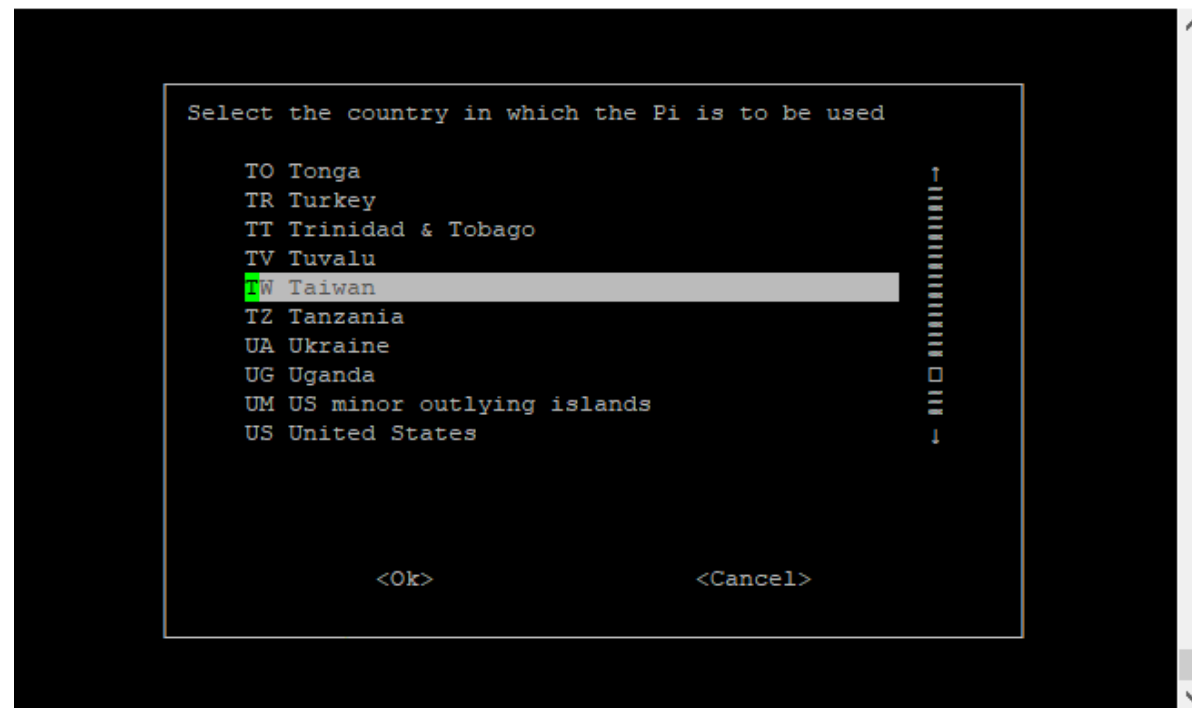 Select the country in which the Pi is to be used
TO Tonga
TR Turkey
TT Trinidad & Tobago
TV Tuvalu
TW Taiwan
TZ Tanzania
UA Ukraine
UG Uganda
UM US minor outlying islands
US United States
<Ok> <Cancel>